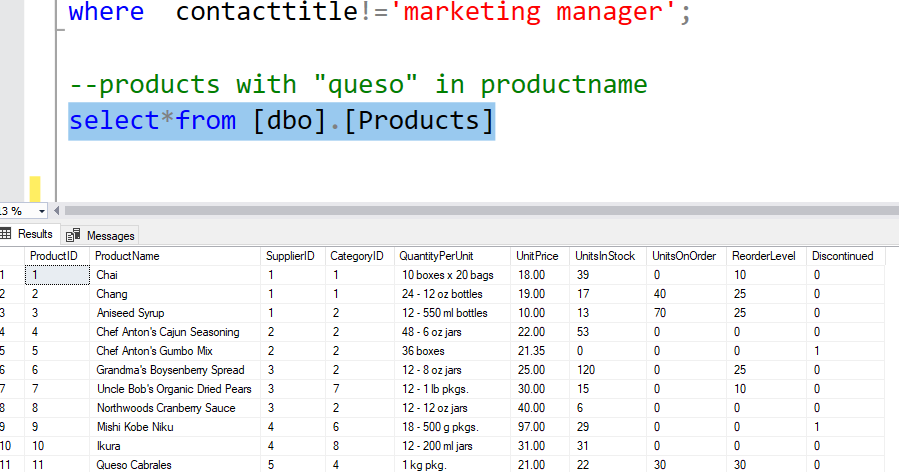 where  contacttitle!='marketing manager';
--products with "queso" in productname
select*from [dbo].[Products]
.3 %
Results Messages
ProductID ProductName SupplierID CategoryID QuantityPerUnit UnitPrice UnitsInStock UnitsOnOrder ReorderLevel Discontinued
1 1 Chai 1 1 10 boxes x 20 bags 18.00 39 0 10 0
2 2 Chang 1 1 24 - 12 oz bottles 19.00 17 40 25 0
3 3 Aniseed Syrup 1 2 12 - 550 ml bottles 10.00 13 70 25 0
4 4 Chef Anton's Cajun Seasoning 2 2 48 - 6 oz jars 22.00 53 0 0 0
5 5 Chef Anton's Gumbo Mix 2 2 36 boxes 21.35 0 0 0 1
6 6 Grandma's Boysenberry Spread 3 2 12 - 8 oz jars 25.00 120 0 25 0
7 7 Uncle Bob's Organic Dried Pears 3 7 12 - 1 lb pkgs. 30.00 15 0 10 0
8 8 Northwoods Cranberry Sauce 3 2 12 - 12 oz jars 40.00 6 0 0 0
9 9 Mishi Kobe Niku 4 6 18 - 500 g pkgs. 97.00 29 0 0 1
10 10 Ikura 4 8 12 - 200 ml jars 31.00 31 0 0 0
11 11 Queso Cabrales 5 4 1 kg pkg. 21.00 22 30 30 0